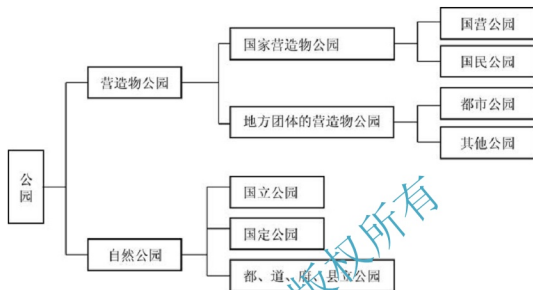 公园
营造物公园
国家营造物公园
国营公园
国民公园
地方团体的营造物公园
都市公园
其他公园
自然公园
国立公园
国定公园
都、道、府、县立公园
版权所有